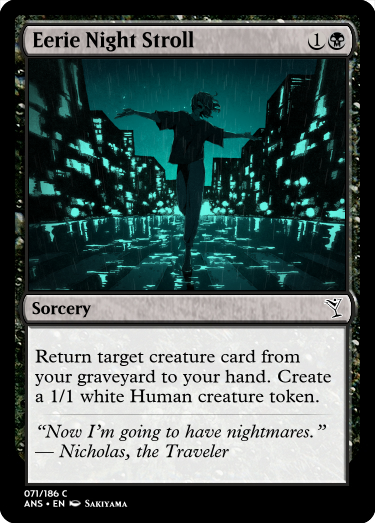 Eerie Night Stroll 1
Sorcery
Return target creature card from
your graveyard to your hand. Create
a 1/1 white Human creature token.
“Now I’m going to have nightmares.”
— Nicholas, the Traveler
071/186 C
ANS • EN Sakiyama